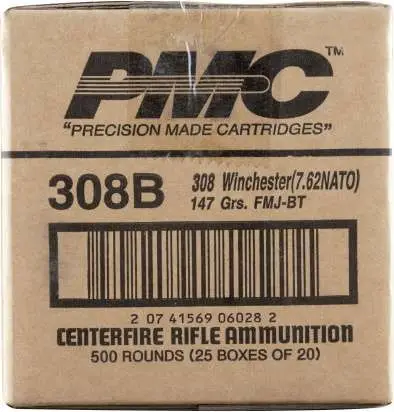 PMC™
"PRECISION MADE CARTRIDGES"
308B 308 Winchester(7.62NATO)
147 Grs. FMJ-BT
2 07 41569 06028 2
CENTERFIRE RIFLE AMMUNITION
500 ROUNDS (25 BOXES OF 20)